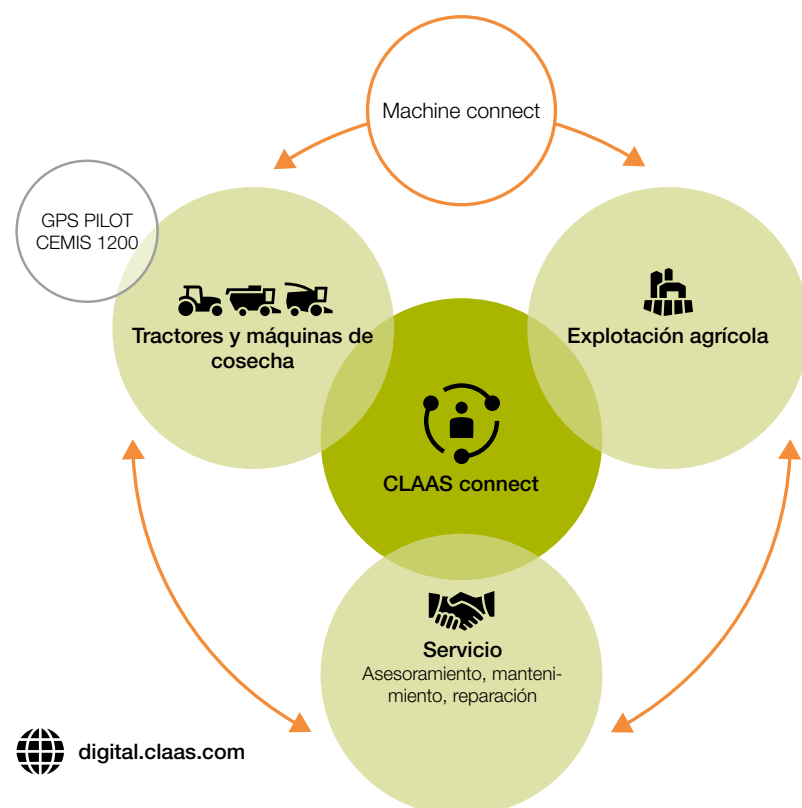 Machine connect
GPS PILOT
CEMIS 1200
Tractores y máquinas de
cosecha
Explotación agrícola
CLAAS connect
Servicio
Asesoramiento, manteni-
miento, reparación
digital.claas.com